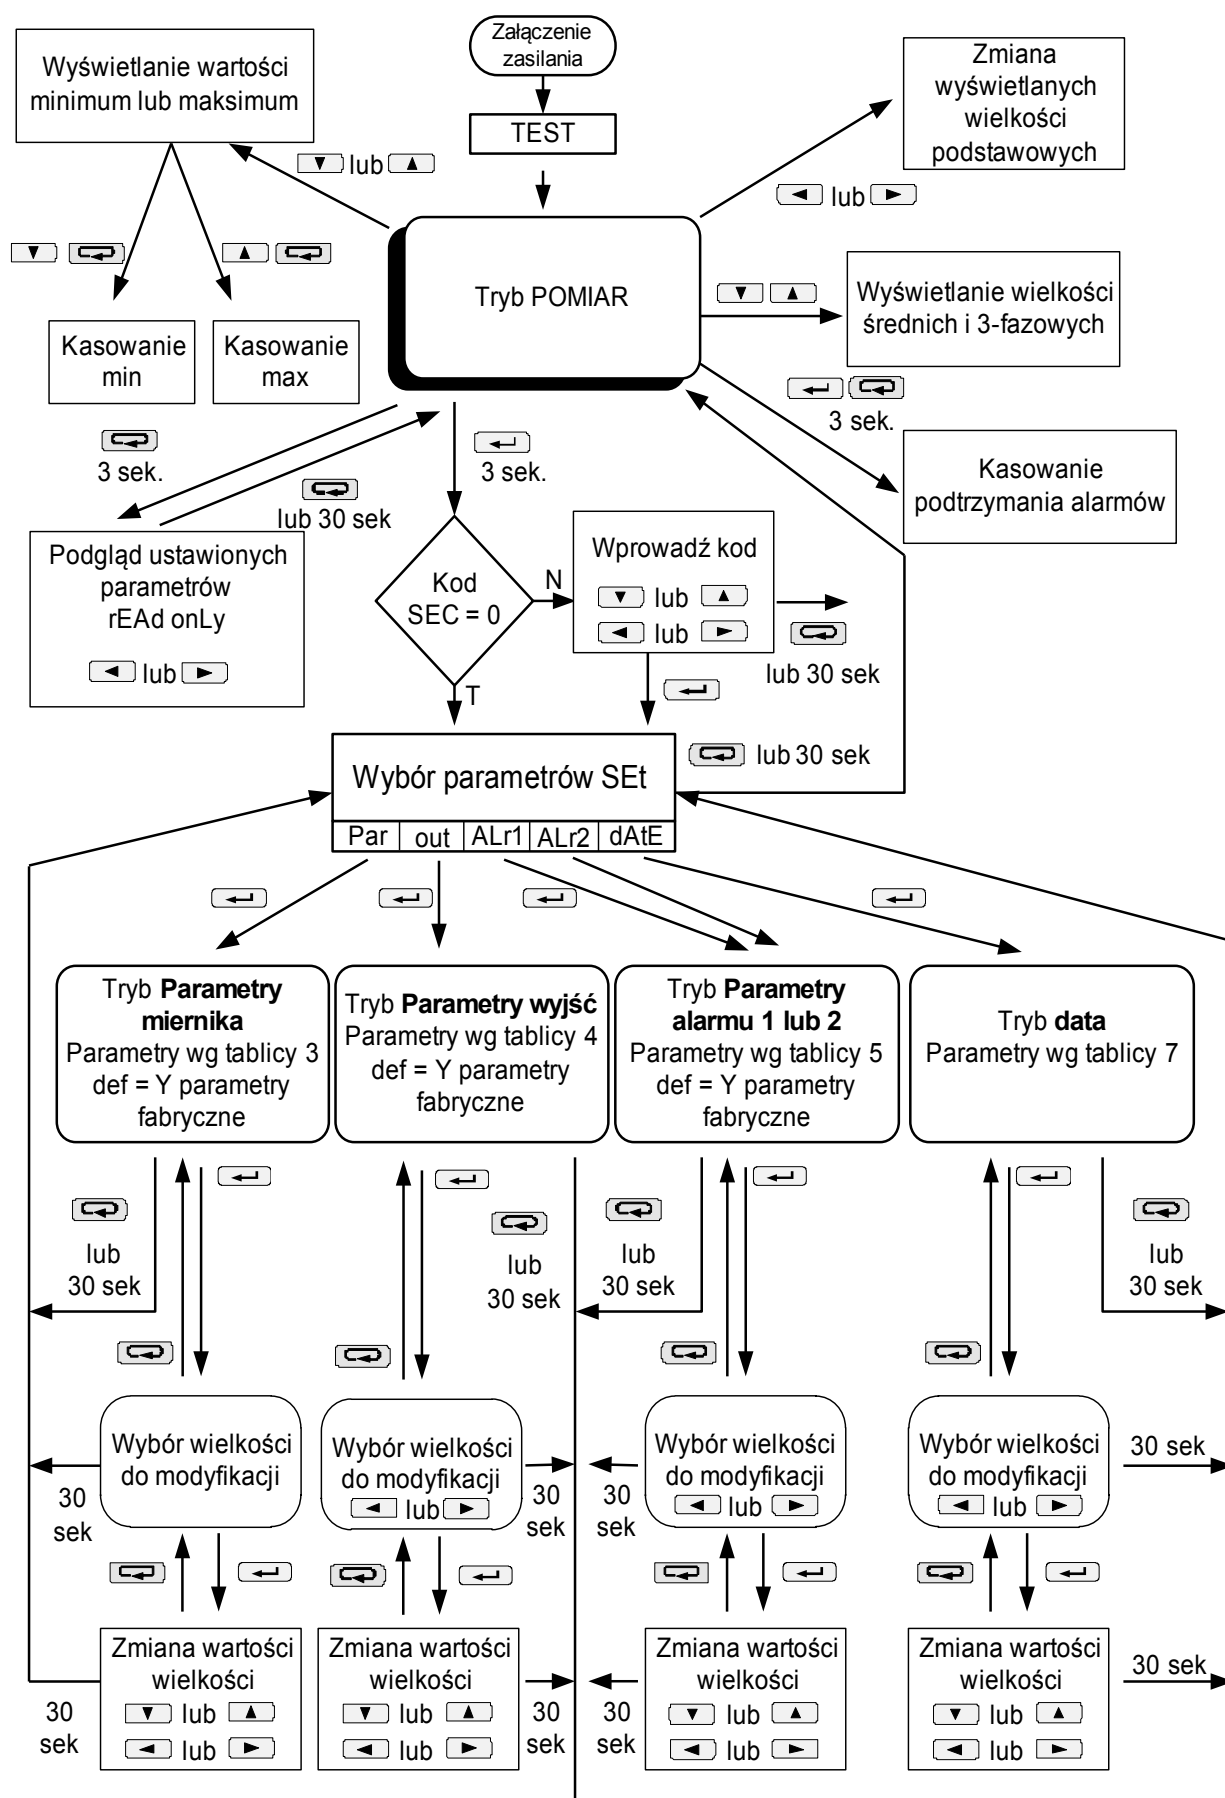 Załączenie
zasilania
TEST
Wyświetlanie wartości
minimum lub maksimum
Zmiana
wyświetlanych
wielkości
podstawowych
lub
lub
Tryb POMIAR
Wyświetlanie wielkości
średnich i 3-fazowych
Kasowanie
min
Kasowanie
max
3 sek.
Kasowanie
podtrzymania alarmów
3 sek.
lub 30 sek
3 sek.
Podgląd ustawionych
parametrów
rEAd onLy
lub
Kod
SEC = 0
N
T
Wprowadź kod
lub
lub
lub 30 sek
lub 30 sek
Wybór parametrów SEt
Par
out
ALr1
ALr2
dAtE
Tryb Parametry
miernika
Parametry wg tablicy 3
def = Y parametry
fabryczne
Tryb Parametry wyjść
Parametry wg tablicy 4
def = Y parametry
fabryczne
Tryb Parametry
alarmu 1 lub 2
Parametry wg tablicy 5
def = Y parametry
fabryczne
Tryb data
Parametry wg tablicy 7
lub
30 sek
lub
30 sek
lub
30 sek
lub
30 sek
Wybór wielkości
do modyfikacji
30
sek
Wybór wielkości
do modyfikacji
lub
30
sek
Wybór wielkości
do modyfikacji
lub
30
sek
Wybór wielkości
do modyfikacji
lub
30 sek
Zmiana wartości
wielkości
lub
lub
30
sek
Zmiana wartości
wielkości
lub
lub
30
sek
Zmiana wartości
wielkości
lub
lub
30
sek
Zmiana wartości
wielkości
lub
lub
30 sek